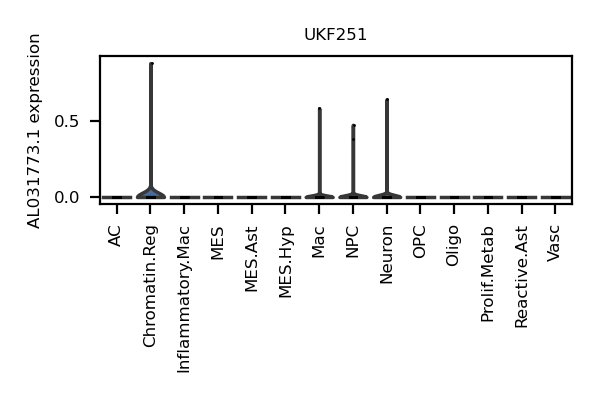 UKF251
AL031773.1 expression
0.5
0.0
AC
Chromatin.Reg
Inflammatory.Mac
MES
MES.Ast
MES.Hyp
Mac
NPC
Neuron
OPC
Oligo
Prolif.Metab
Reactive.Ast
Vasc